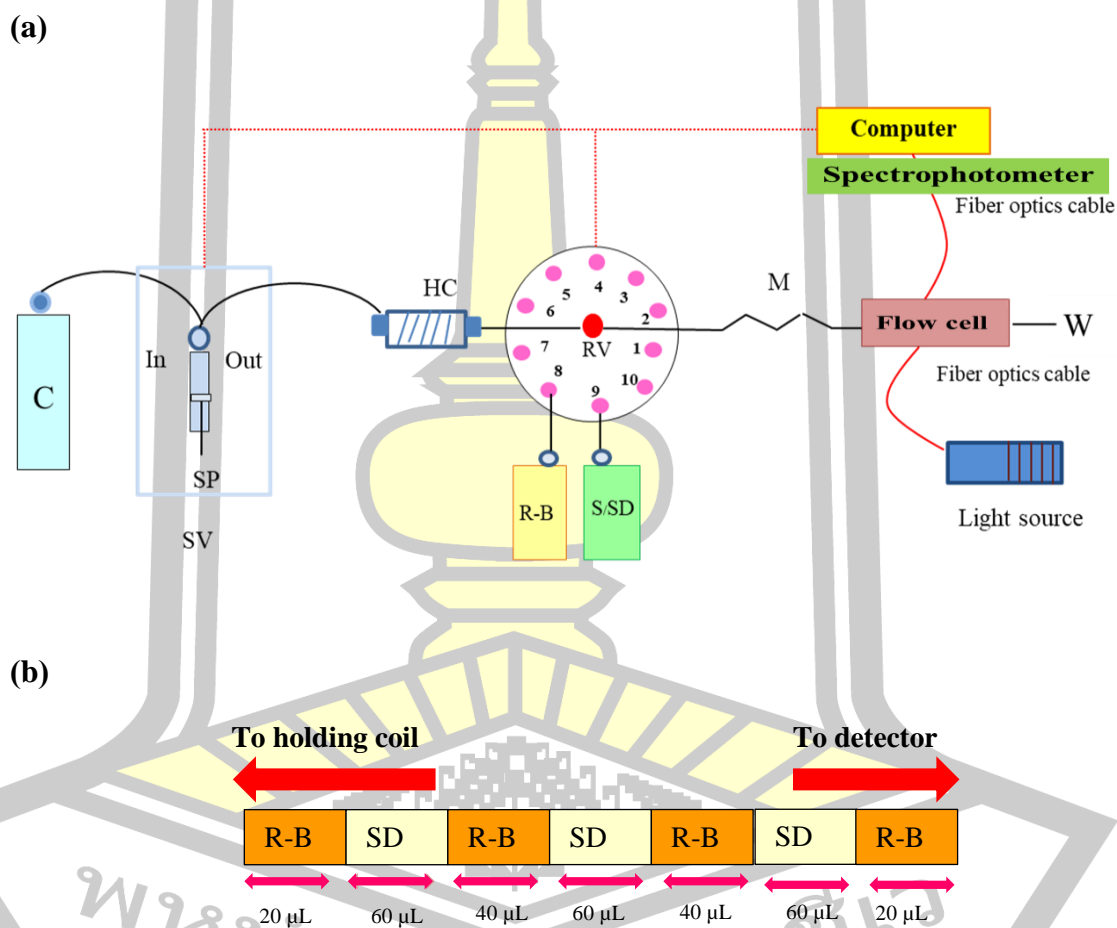 (a)
Computer
Spectrophotometer
Fiber optics cable
HC
M
5 4 3
6 2
In Out
RV
Flow cell W
7 1
8 10
9
Fiber optics cable
C
SP
R-B S/SD
Light source
SV
(b)
To holding coil To detector
R-B SD R-B SD R-B SD R-B
20 µL 60 µL 40 µL 60 µL 40 µL 60 µL 20 µL